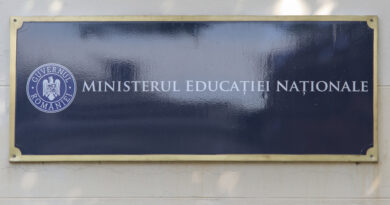 GUVERNUL ROMÂNIEI
MINISTERUL EDUCAȚIEI NAȚIONALE